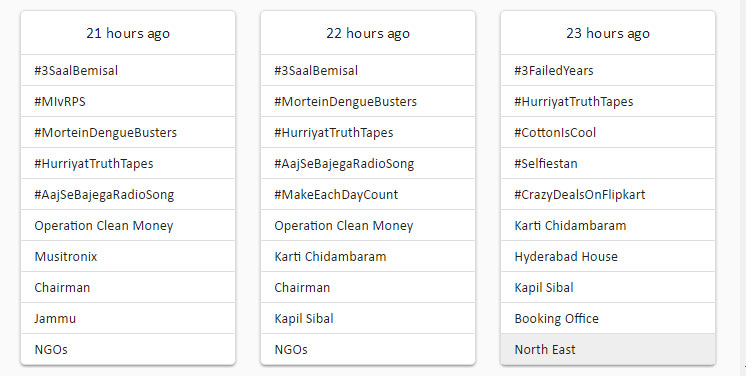 21 hours ago
#3SaalBemisal
#MIvRPS
#MorteinDengueBusters
#HurriyatTruthTapes
#AajSeBajegaRadioSong
Operation Clean Money
Musitronix
Chairman
Jammu
NGOs
22 hours ago
#3SaalBemisal
#MorteinDengueBusters
#HurriyatTruthTapes
#AajSeBajegaRadioSong
#MakeEachDayCount
Operation Clean Money
Karti Chidambaram
Chairman
Kapil Sibal
NGOs
23 hours ago
#3FailedYears
#HurriyatTruthTapes
#CottonIsCool
#Selfiestan
#CrazyDealsOnFlipkart
Karti Chidambaram
Hyderabad House
Kapil Sibal
Booking Office
North East